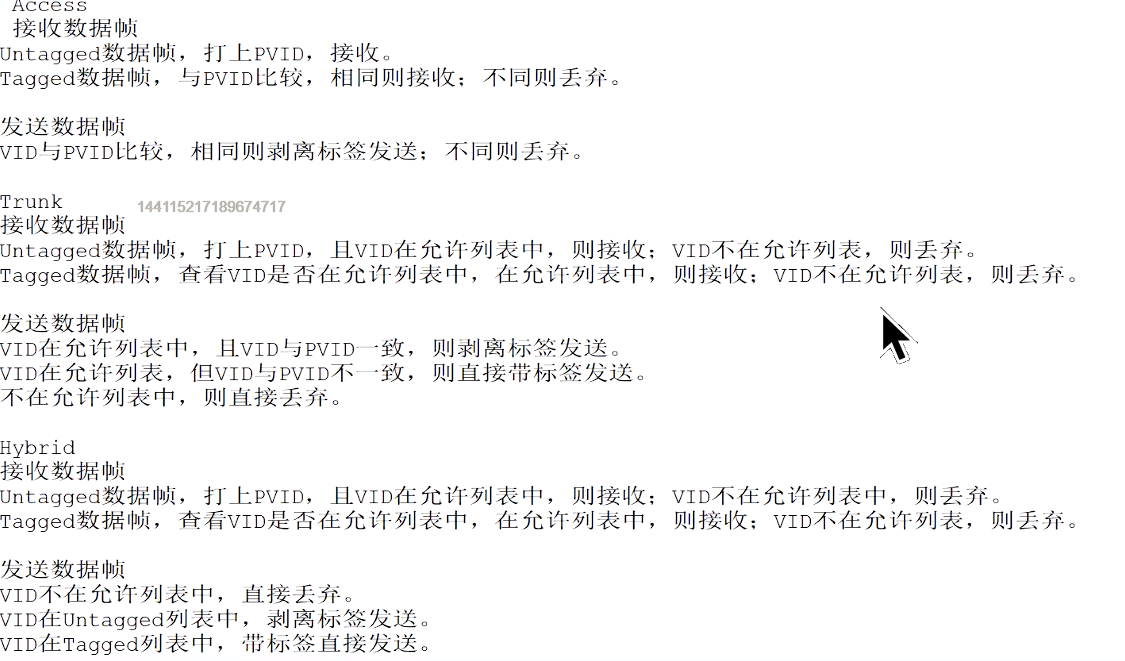 Access
接收数据帧
Untagged数据帧，打上PVID，接收。
Tagged数据帧，与PVID比较，相同则接收；不同则丢弃。
发送数据帧
VID与PVID比较，相同则剥离标签发送；不同则丢弃。
Trunk
144115217189674717
接收数据帧
Untagged数据帧，打上PVID，且VID在允许列表中，则接收；VID不在允许列表，则丢弃。
Tagged数据帧，查看VID是否在允许列表中，在允许列表中，则接收；VID不在允许列表，则丢弃。
发送数据帧
VID在允许列表中，且VID与PVID一致，则剥离标签发送。
VID在允许列表，但VID与PVID不一致，则直接带标签发送。
不在允许列表中，则直接丢弃。
Hybrid
接收数据帧
Untagged数据帧，打上PVID，且VID在允许列表中，则接收；VID不在允许列表中，则丢弃。
Tagged数据帧，查看VID是否在允许列表中，在允许列表中，则接收；VID不在允许列表，则丢弃。
发送数据帧
VID不在允许列表中，直接丢弃。
VID在Untagged列表中，剥离标签发送。
VID在Tagged列表中，带标签直接发送。